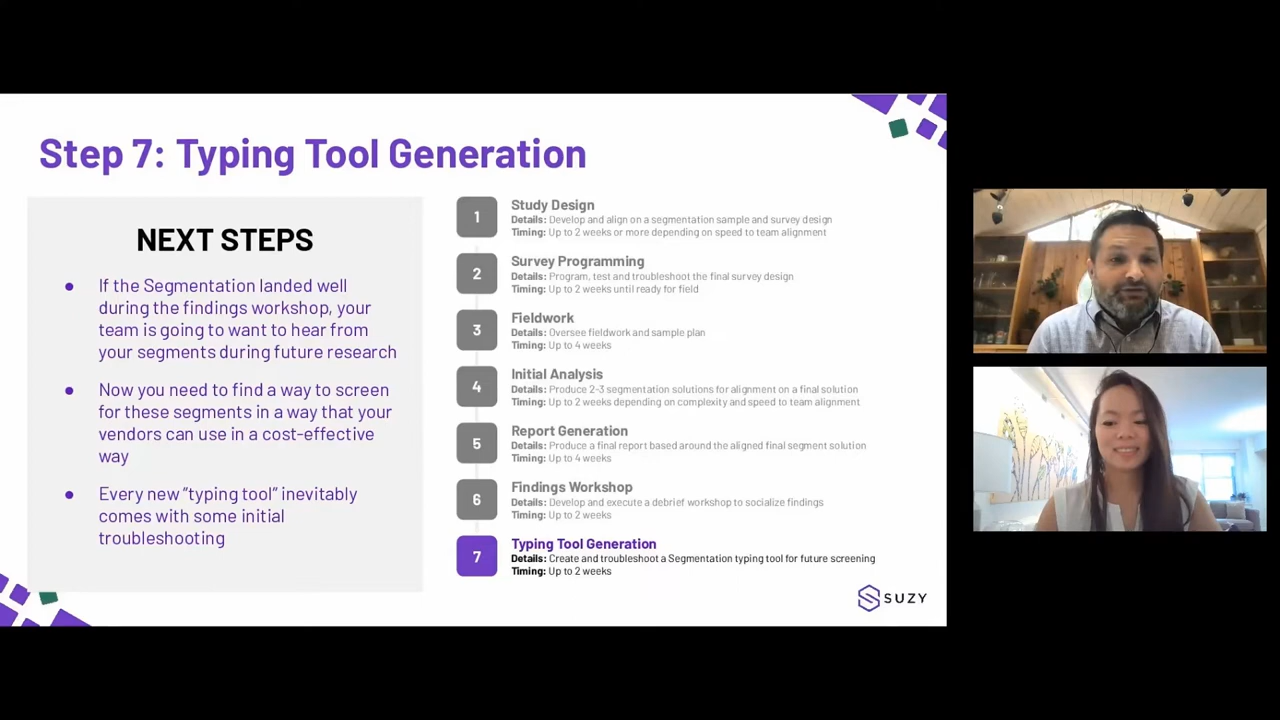 Step 7: Typing Tool Generation
NEXT STEPS
● If the Segmentation landed well
during the findings workshop, your
team is going to want to hear from
your segments during future research
● Now you need to find a way to screen
for these segments in a way that your
vendors can use in a cost-effective
way
● Every new “typing tool” inevitably
comes with some initial
troubleshooting
1
Study Design
Details: Develop and align on a segmentation sample and survey design
Timing: Up to 2 weeks or more depending on speed to team alignment
2
Survey Programming
Details: Program, test and troubleshoot the final survey design
Timing: Up to 2 weeks until ready for field
3
Fieldwork
Details: Oversee fieldwork and sample plan
Timing: Up to 4 weeks
4
Initial Analysis
Details: Produce 2-3 segmentation solutions for alignment on a final solution
Timing: Up to 2 weeks depending on complexity and speed to team alignment
5
Report Generation
Details: Produce a final report based around the aligned final segment solution
Timing: Up to 4 weeks
6
Findings Workshop
Details: Develop and execute a debrief workshop to socialize findings
Timing: Up to 2 weeks
7
Typing Tool Generation
Details: Create and troubleshoot a Segmentation typing tool for future screening
Timing: Up to 2 weeks
SUZY